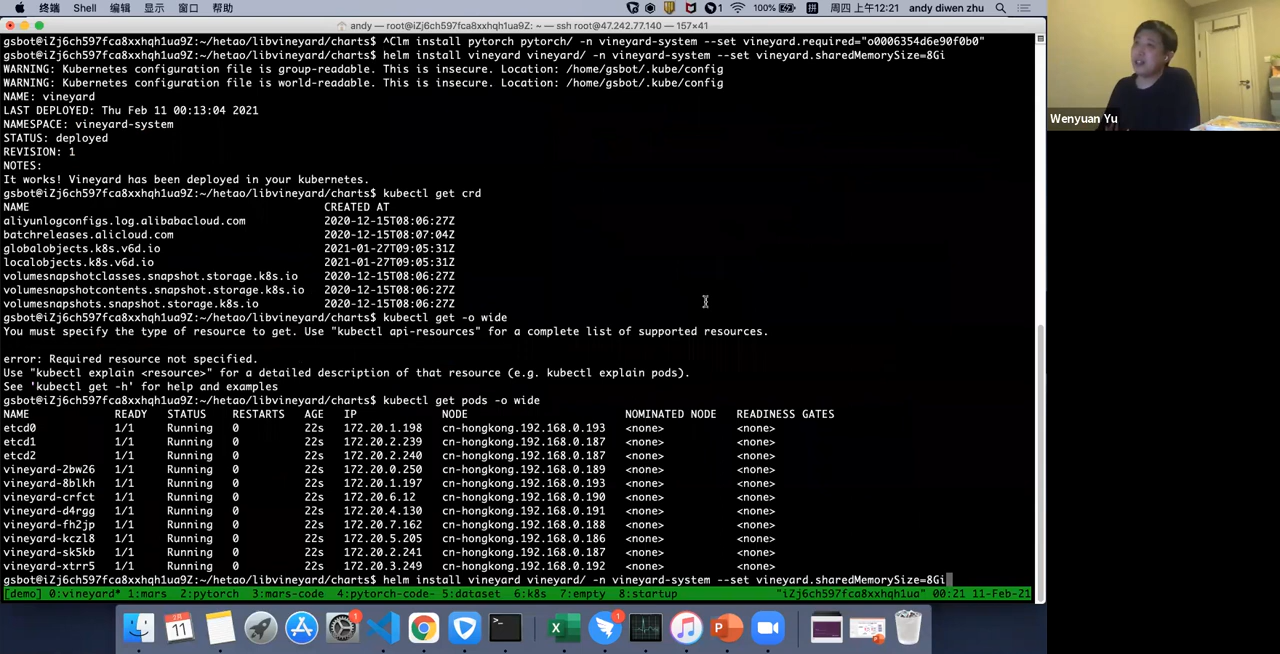 终端 Shell 编辑 显示 窗口 帮助 1 100% 拼 周四 上午12:21 andy diwen zhu
andy — root@iZj6ch597fca8xxhqh1ua9Z: ~ — ssh root@47.242.77.140 — 157×41
gsbot@iZj6ch597fca8xxhqh1ua9Z:~/hetao/libvineyard/charts$ ^Clm install pytorch pytorch/ -n vineyard-system --set vineyard.required="o0006354d6e90f0b0"
gsbot@iZj6ch597fca8xxhqh1ua9Z:~/hetao/libvineyard/charts$ helm install vineyard vineyard/ -n vineyard-system --set vineyard.sharedMemorySize=8Gi
WARNING: Kubernetes configuration file is group-readable. This is insecure. Location: /home/gsbot/.kube/config
WARNING: Kubernetes configuration file is world-readable. This is insecure. Location: /home/gsbot/.kube/config
NAME: vineyard
LAST DEPLOYED: Thu Feb 11 00:13:04 2021
NAMESPACE: vineyard-system
STATUS: deployed
REVISION: 1
NOTES:
It works! Vineyard has been deployed in your kubernetes.
gsbot@iZj6ch597fca8xxhqh1ua9Z:~/hetao/libvineyard/charts$ kubectl get crd
NAME CREATED AT
aliyunlogconfigs.log.alibabacloud.com 2020-12-15T08:06:27Z
batchreleases.alicloud.com 2020-12-15T08:07:04Z
globalobjects.k8s.v6d.io 2021-01-27T09:05:31Z
localobjects.k8s.v6d.io 2021-01-27T09:05:31Z
volumesnapshotclasses.snapshot.storage.k8s.io 2020-12-15T08:06:27Z
volumesnapshotcontents.snapshot.storage.k8s.io 2020-12-15T08:06:27Z
volumesnapshots.snapshot.storage.k8s.io 2020-12-15T08:06:27Z
gsbot@iZj6ch597fca8xxhqh1ua9Z:~/hetao/libvineyard/charts$ kubectl get -o wide
You must specify the type of resource to get. Use "kubectl api-resources" for a complete list of supported resources.
error: Required resource not specified.
Use "kubectl explain <resource>" for a detailed description of that resource (e.g. kubectl explain pods).
See 'kubectl get -h' for help and examples
gsbot@iZj6ch597fca8xxhqh1ua9Z:~/hetao/libvineyard/charts$ kubectl get pods -o wide
NAME READY STATUS RESTARTS AGE IP NODE NOMINATED NODE READINESS GATES
etcd0 1/1 Running 0 22s 172.20.1.198 cn-hongkong.192.168.0.193 <none> <none>
etcd1 1/1 Running 0 22s 172.20.2.239 cn-hongkong.192.168.0.187 <none> <none>
etcd2 1/1 Running 0 22s 172.20.2.240 cn-hongkong.192.168.0.187 <none> <none>
vineyard-2bw26 1/1 Running 0 22s 172.20.0.250 cn-hongkong.192.168.0.189 <none> <none>
vineyard-8blkh 1/1 Running 0 22s 172.20.1.197 cn-hongkong.192.168.0.193 <none> <none>
vineyard-crfct 1/1 Running 0 22s 172.20.6.12 cn-hongkong.192.168.0.190 <none> <none>
vineyard-d4rgg 1/1 Running 0 22s 172.20.4.130 cn-hongkong.192.168.0.191 <none> <none>
vineyard-fh2jp 1/1 Running 0 22s 172.20.7.162 cn-hongkong.192.168.0.188 <none> <none>
vineyard-kczl8 1/1 Running 0 22s 172.20.5.205 cn-hongkong.192.168.0.186 <none> <none>
vineyard-sk5kb 1/1 Running 0 22s 172.20.2.241 cn-hongkong.192.168.0.187 <none> <none>
vineyard-xtrr5 1/1 Running 0 22s 172.20.3.249 cn-hongkong.192.168.0.192 <none> <none>
gsbot@iZj6ch597fca8xxhqh1ua9Z:~/hetao/libvineyard/charts$ helm install vineyard vineyard/ -n vineyard-system --set vineyard.sharedMemorySize=8Gi
[demo] 0:vineyard* 1:mars 2:pytorch 3:mars-code 4:pytorch-code- 5:dataset 6:k8s 7:empty 8:startup "iZj6ch597fca8xxhqh1ua9Z" 00:21 11-Feb-21
Wenyuan Yu
2月
11
1
1